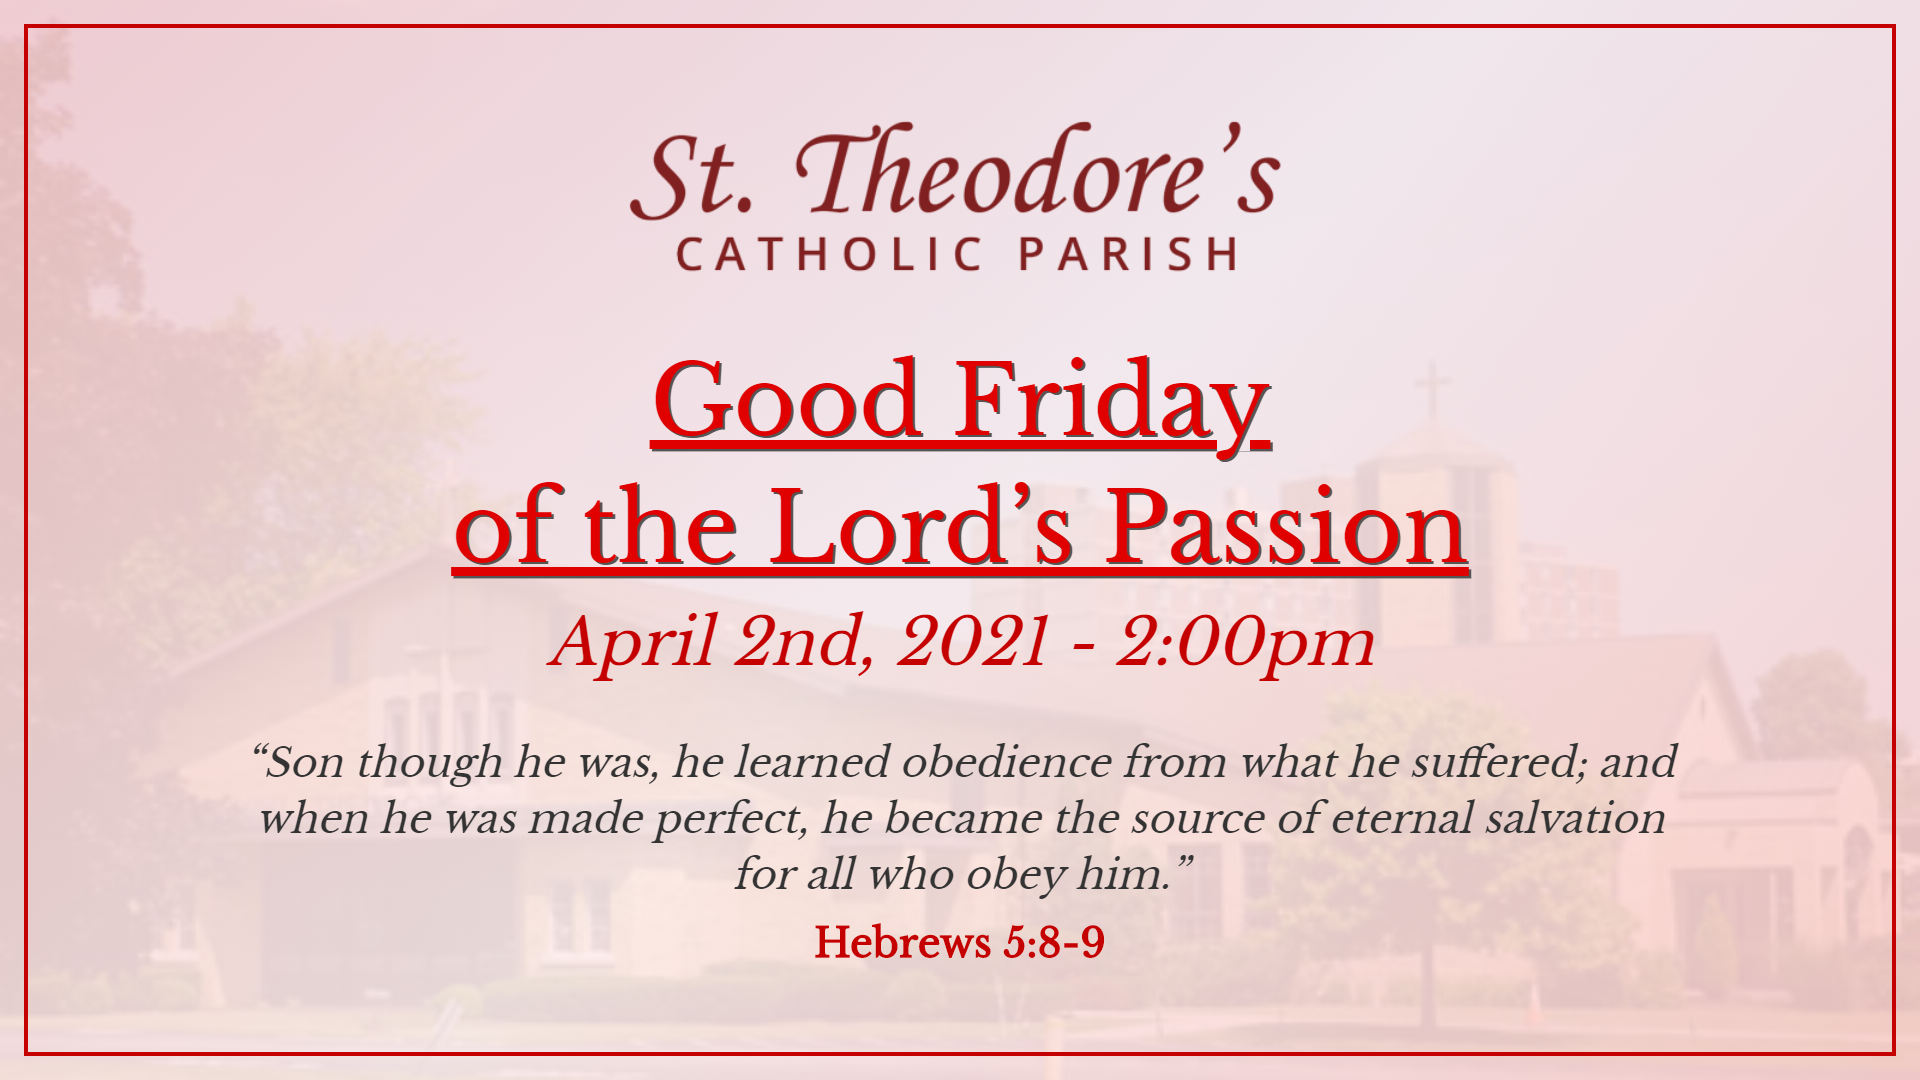 St. Theodore’s
CATHOLIC PARISH
Good Friday
of the Lord’s Passion
April 2nd, 2021 - 2:00pm
“Son though he was, he learned obedience from what he suffered; and
when he was made perfect, he became the source of eternal salvation
for all who obey him.”
Hebrews 5:8-9